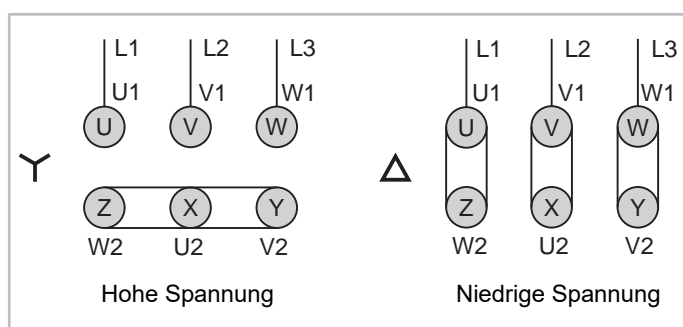 L1 L2 L3
U1 V1 W1
U V W
Z X Y
W2 U2 V2
Hohe Spannung
L1 L2 L3
U1 V1 W1
U V W
Z X Y
W2 U2 V2
Niedrige Spannung